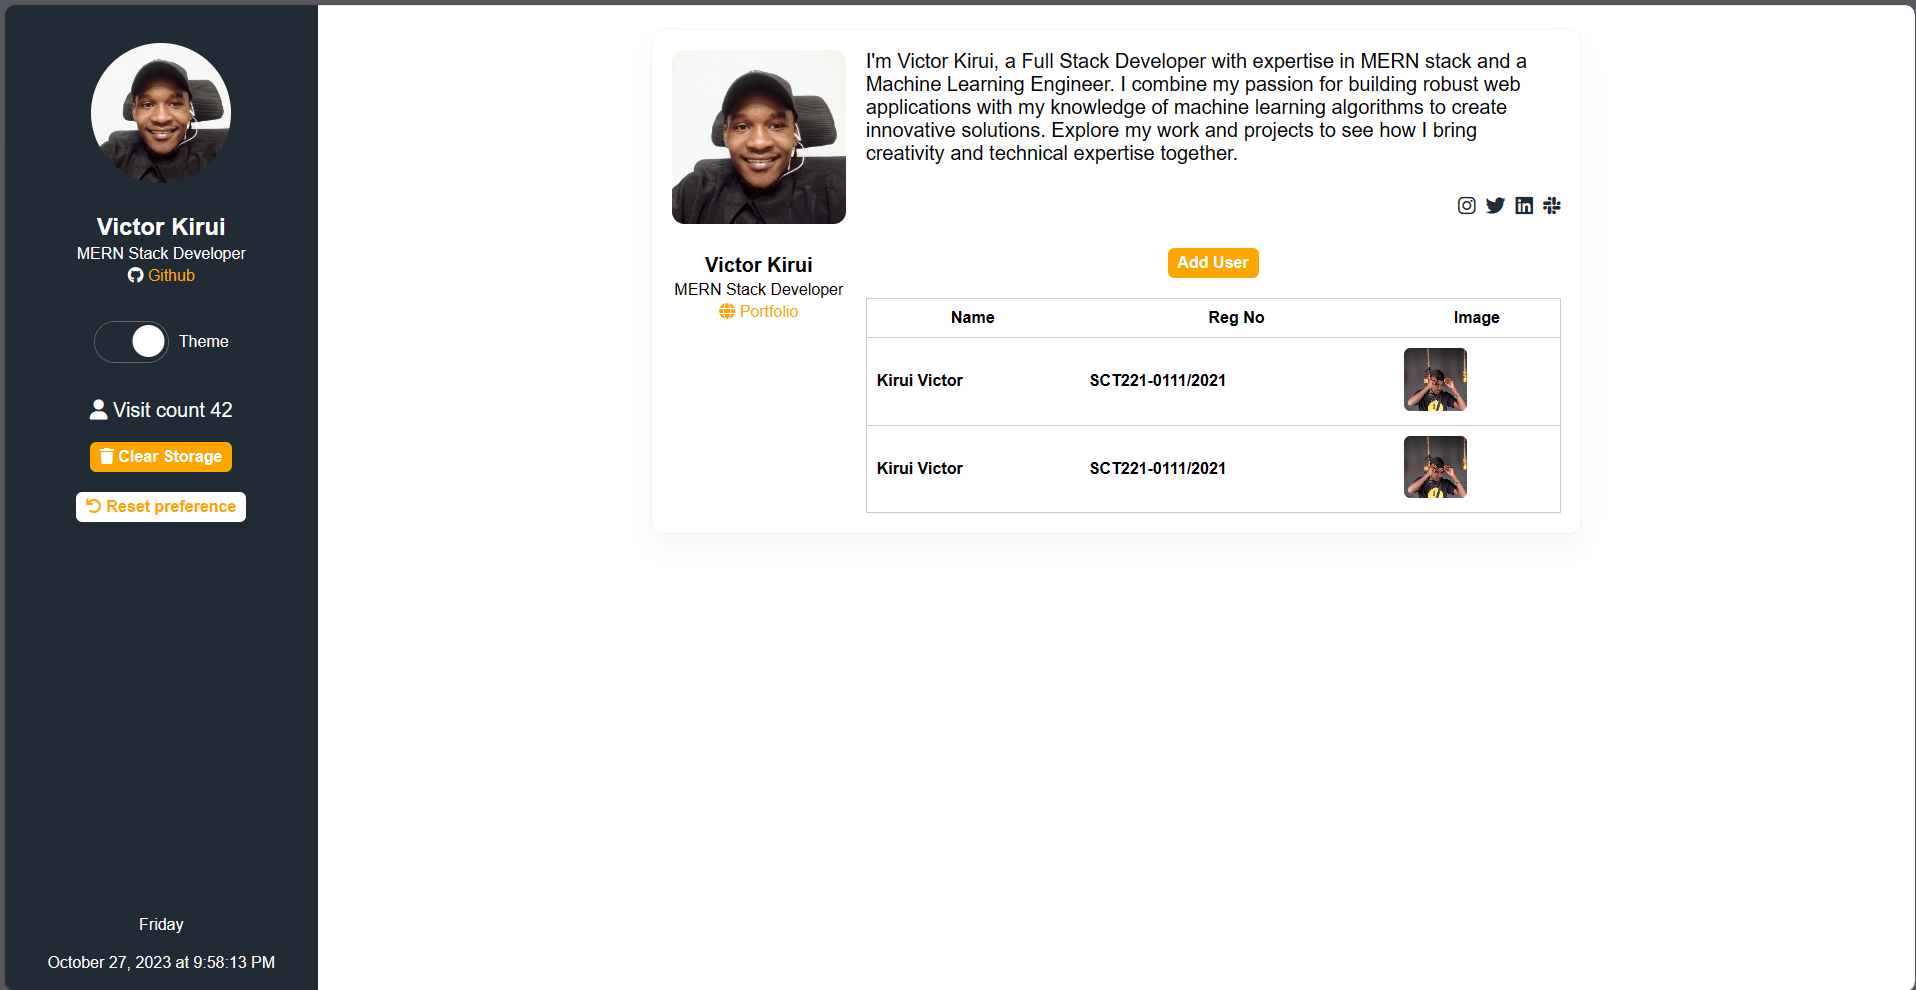 Victor Kirui
MERN Stack Developer
Github
Theme
Visit count 42
Clear Storage
Reset preference
Friday
October 27, 2023 at 9:58:13 PM
I'm Victor Kirui, a Full Stack Developer with expertise in MERN stack and a
Machine Learning Engineer. I combine my passion for building robust web
applications with my knowledge of machine learning algorithms to create
innovative solutions. Explore my work and projects to see how I bring
creativity and technical expertise together.
Victor Kirui
MERN Stack Developer
Portfolio
Add User
Name Reg No Image
Kirui Victor SCT221-0111/2021
Kirui Victor SCT221-0111/2021